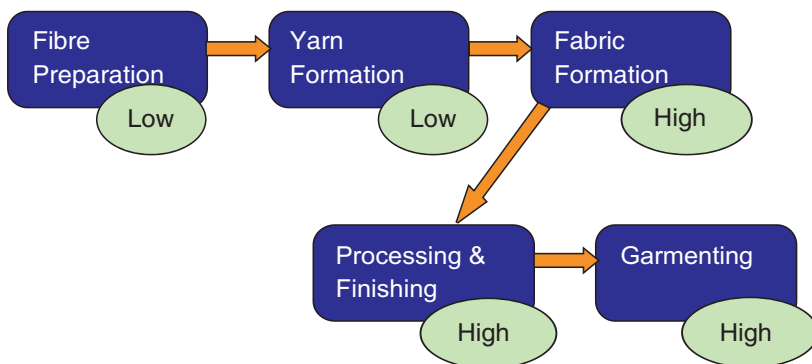 Fibre
Preparation
Low
Yarn
Formation
Low
Fabric
Formation
High
Processing &
Finishing
High
Garmenting
High